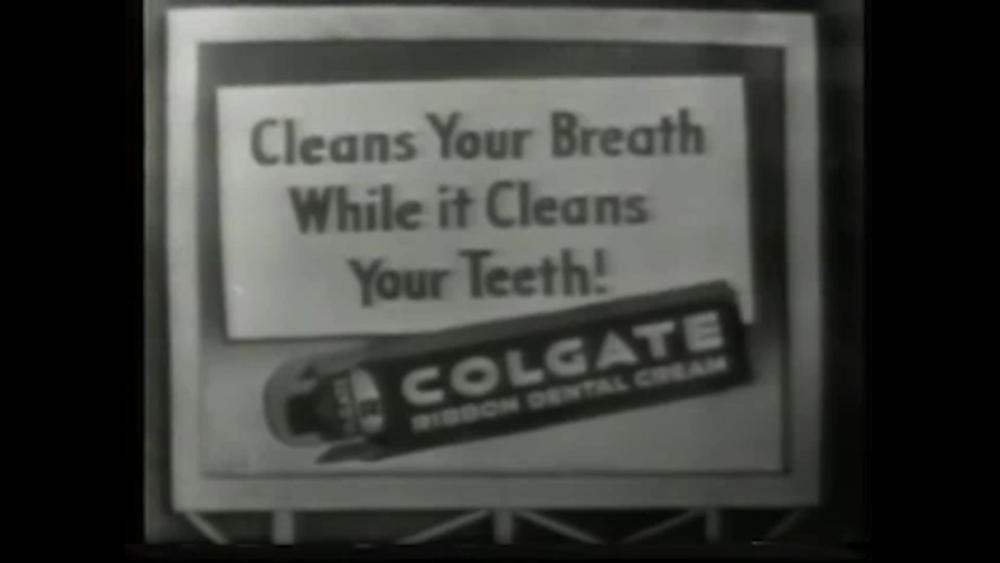 Cleans Your Breath
While it Cleans
Your Teeth!
COLGATE
RIBBON DENTAL CREAM